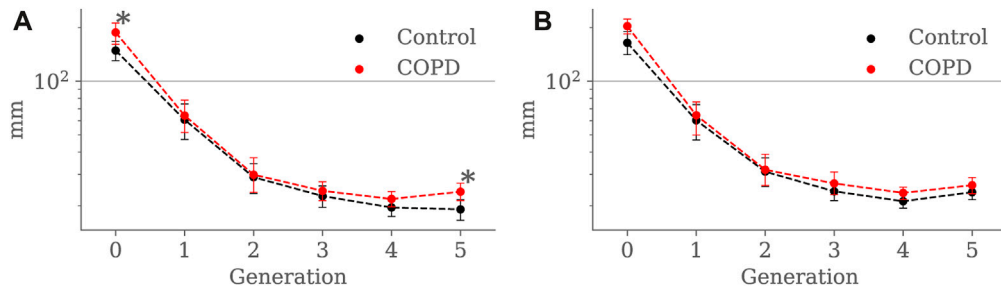 A
*
Control
COPD
10²
mm
*
0 1 2 3 4 5
Generation
B
Control
COPD
10²
mm
0 1 2 3 4 5
Generation